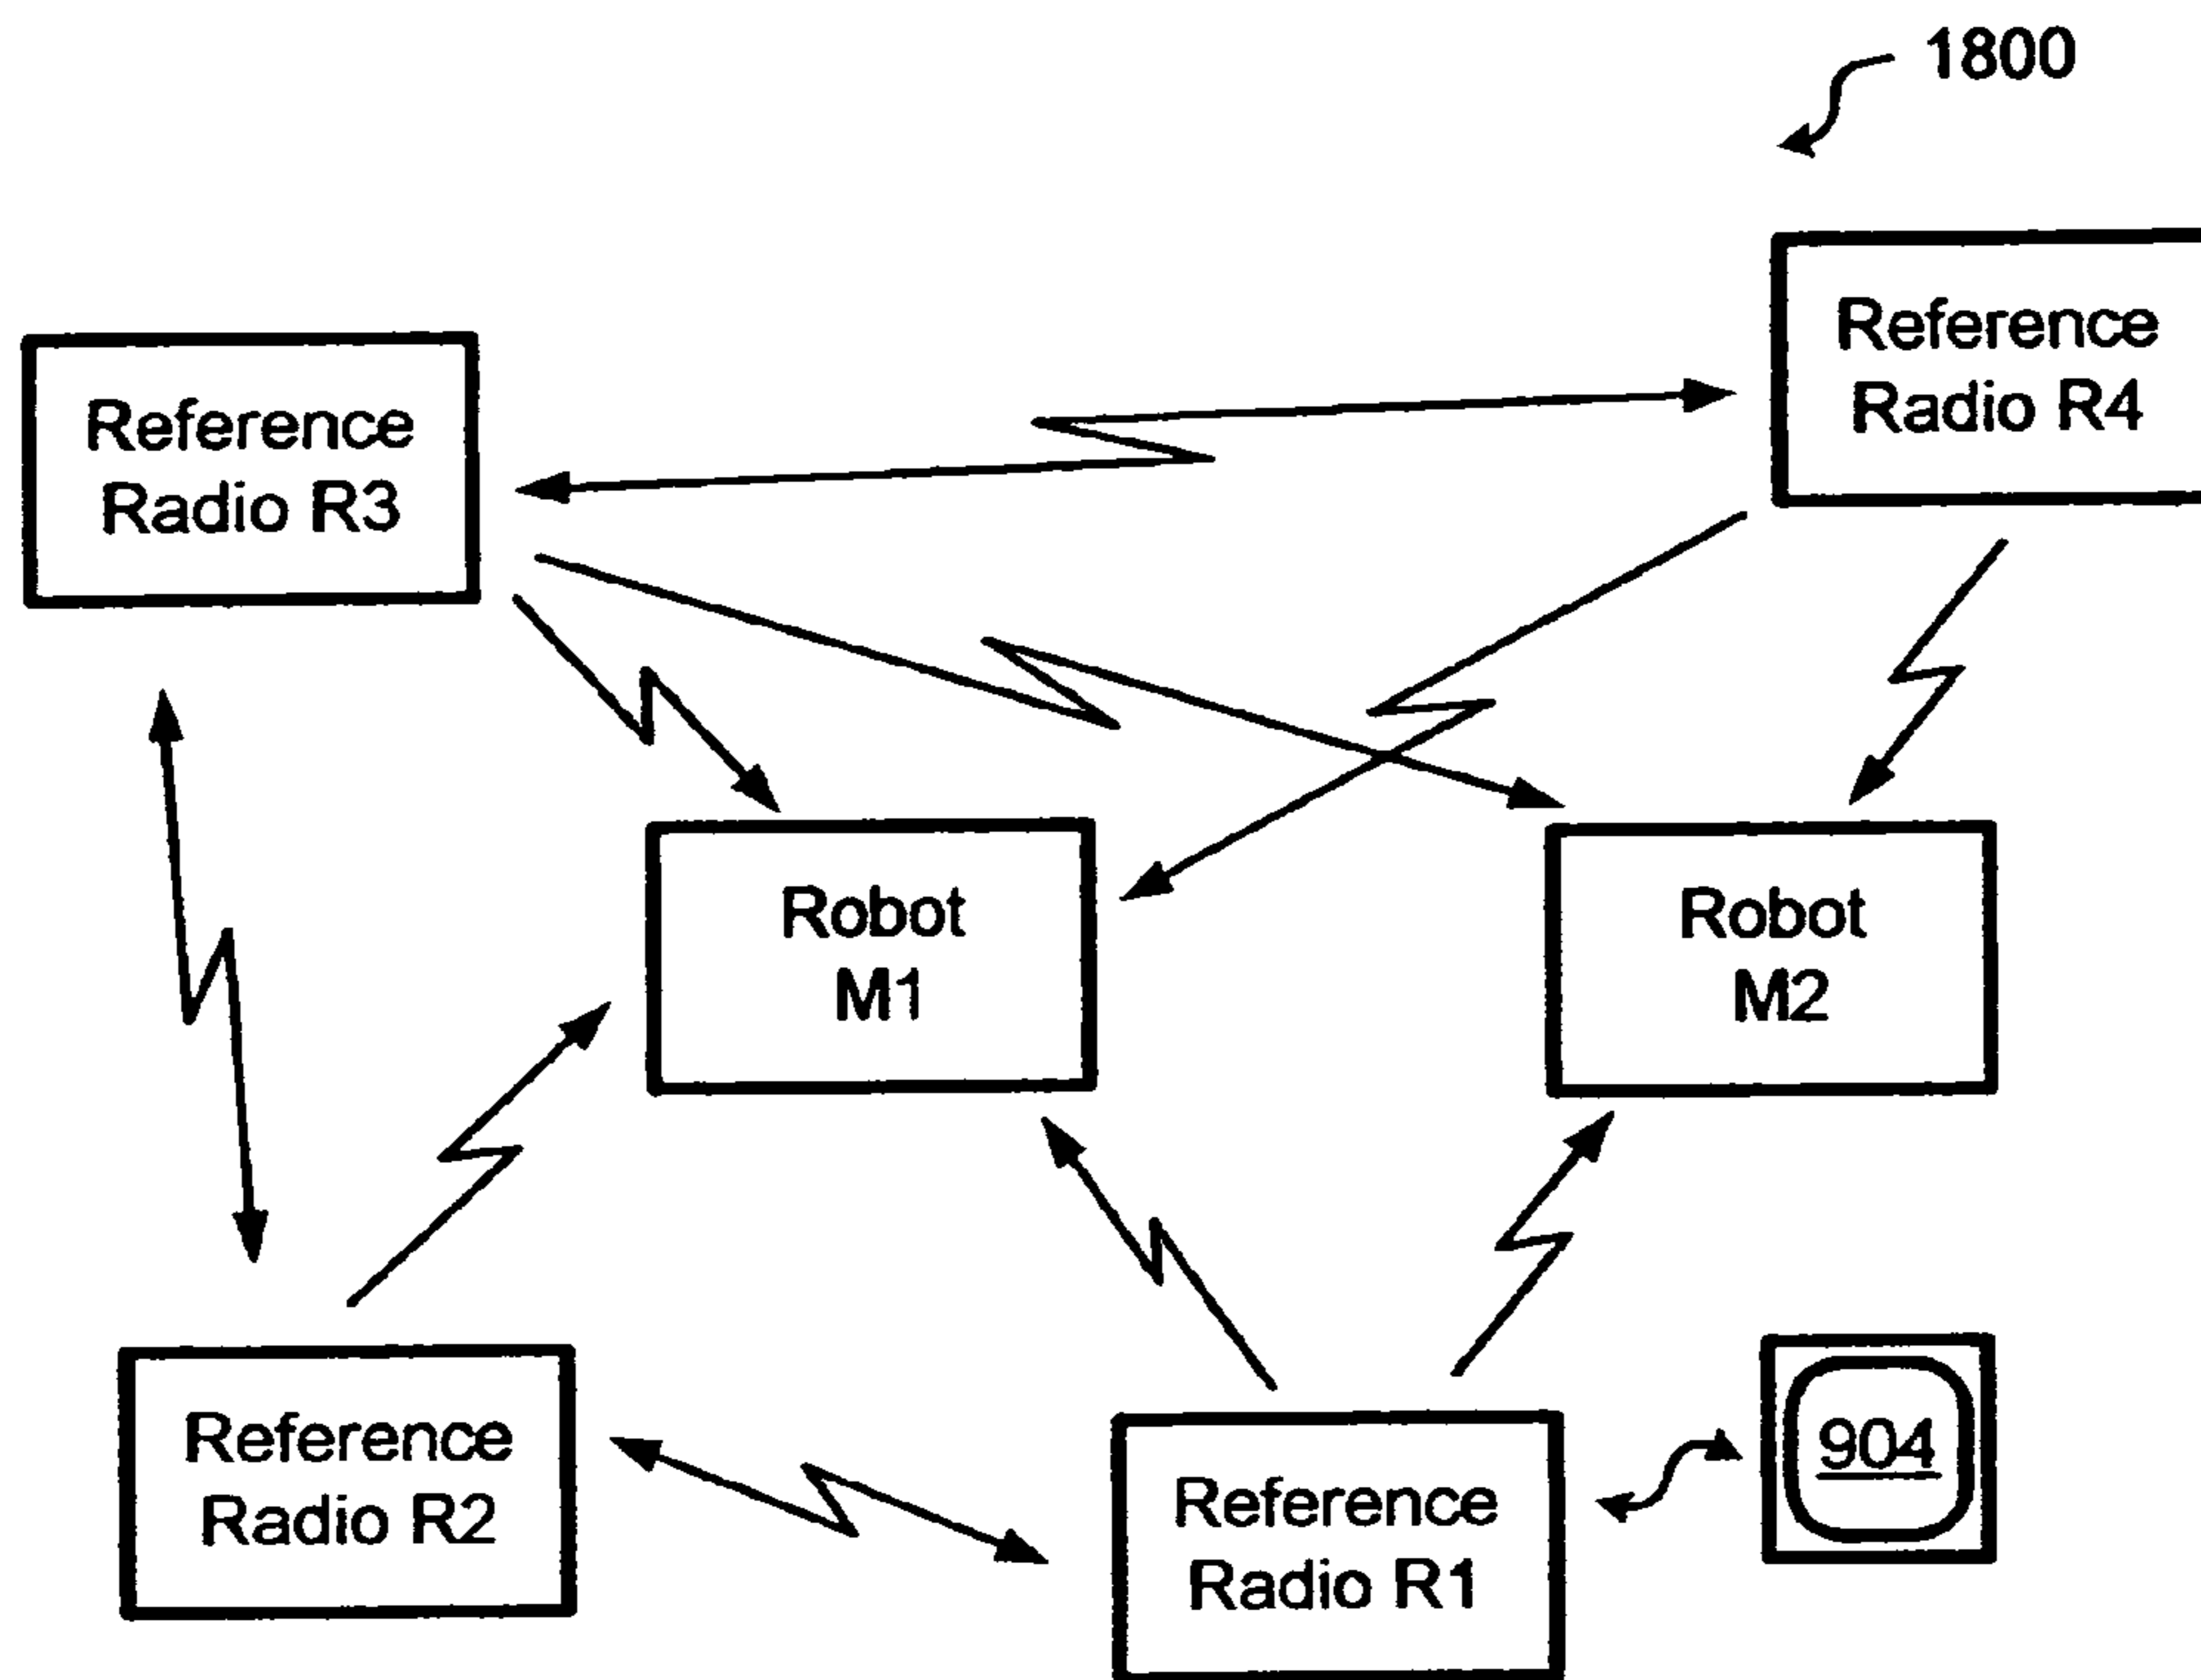 1800
Reference
Radio R4
Reference
Radio R3
Robot
M1
Robot
M2
Reference
Radio R2
Reference
Radio R1
904